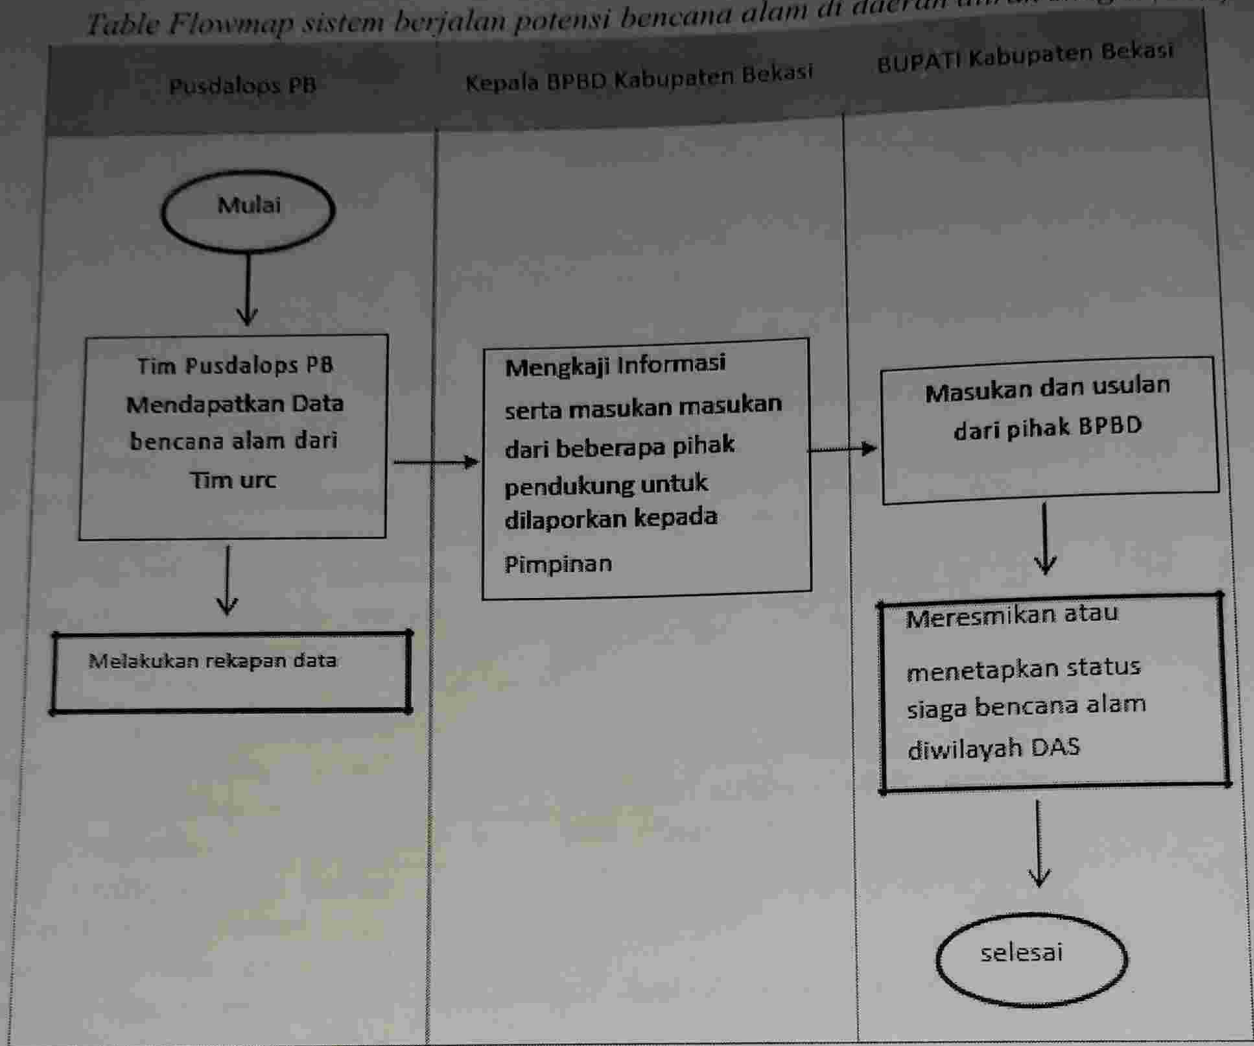 Table Flowmap sistem berjalan potensi bencana alam di daerah
Pusdalops PB
Kepala BPBD Kabupaten Bekasi
BUPATI Kabupaten Bekasi
Mulai
Tim Pusdalops PB
Mendapatkan Data
bencana alam dari
Tim urc
Melakukan rekapan data
Mengkaji Informasi
serta masukan masukan
dari beberapa pihak
pendukung untuk
dilaporkan kepada
Pimpinan
Masukan dan usulan
dari pihak BPBD
Meresmikan atau
menetapkan status
siaga bencana alam
diwilayah DAS
selesai